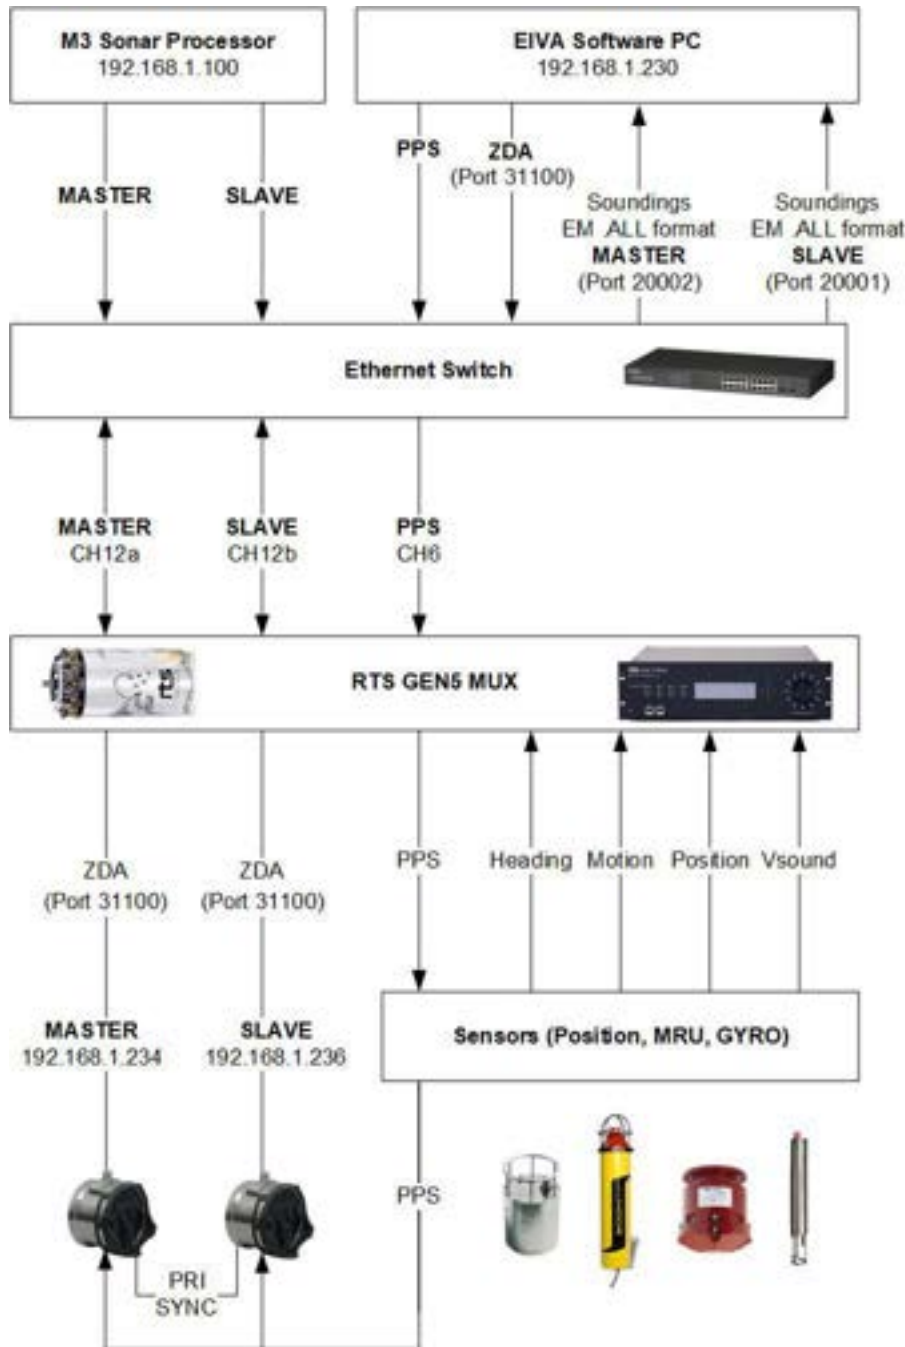 M3 Sonar Processor
192.168.1.100
EIVA Software PC
192.168.1.230
MASTER
SLAVE
PPS
ZDA
(Port 31100)
Soundings
EM .ALL format
MASTER
(Port 20002)
Soundings
EM .ALL format
SLAVE
(Port 20001)
Ethernet Switch
MASTER
CH12a
SLAVE
CH12b
PPS
CH6
rts
RTS GEN5 MUX
ZDA
(Port 31100)
ZDA
(Port 31100)
PPS
Heading
Motion
Position
Vsound
MASTER
192.168.1.234
SLAVE
192.168.1.236
Sensors (Position, MRU, GYRO)
PPS
PRI
SYNC